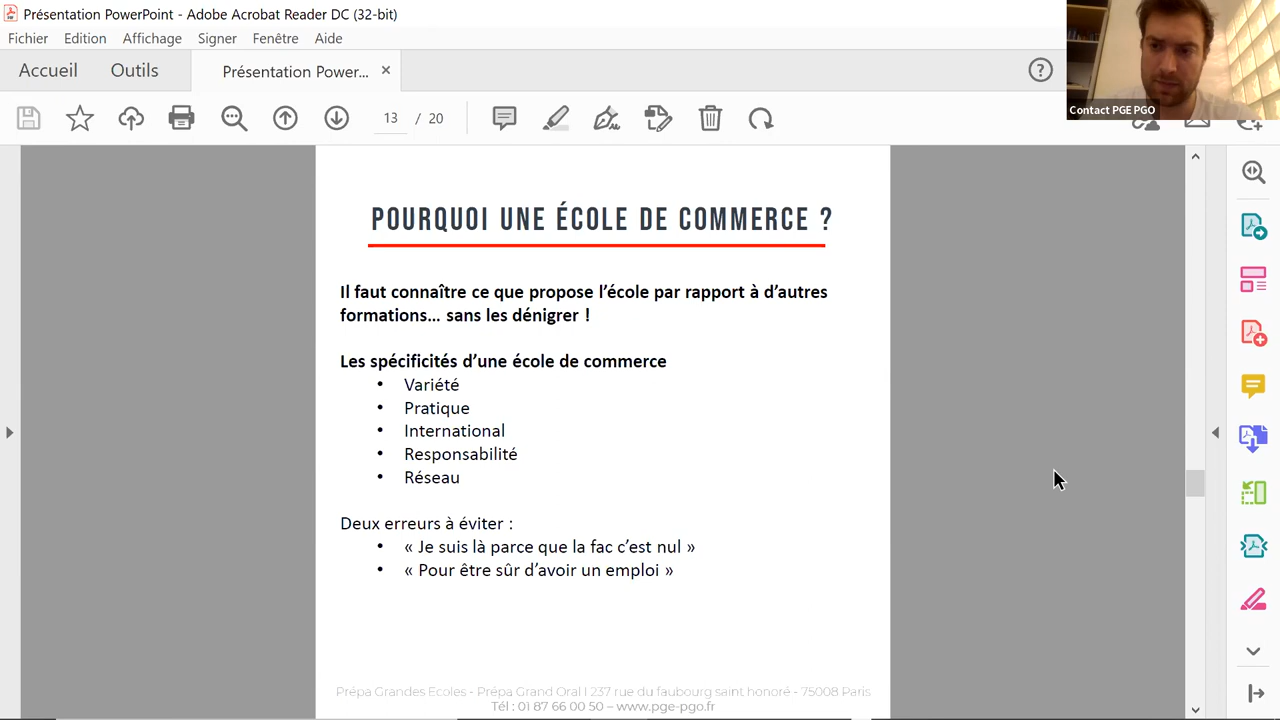 Présentation PowerPoint - Adobe Acrobat Reader DC (32-bit)
Fichier Edition Affichage Signer Fenêtre Aide
Accueil Outils Présentation Power... ×
13 / 20
Contact PGE PGO
POURQUOI UNE ÉCOLE DE COMMERCE ?
Il faut connaître ce que propose l’école par rapport à d’autres
formations... sans les dénigrer !
Les spécificités d’une école de commerce
• Variété
• Pratique
• International
• Responsabilité
• Réseau
Deux erreurs à éviter :
• « Je suis là parce que la fac c’est nul »
• « Pour être sûr d’avoir un emploi »
Prépa Grandes Ecoles - Prépa Grand Oral I 237 rue du faubourg saint honoré - 75008 Paris
Tél : 01 87 66 00 50 – www.pge-pgo.fr